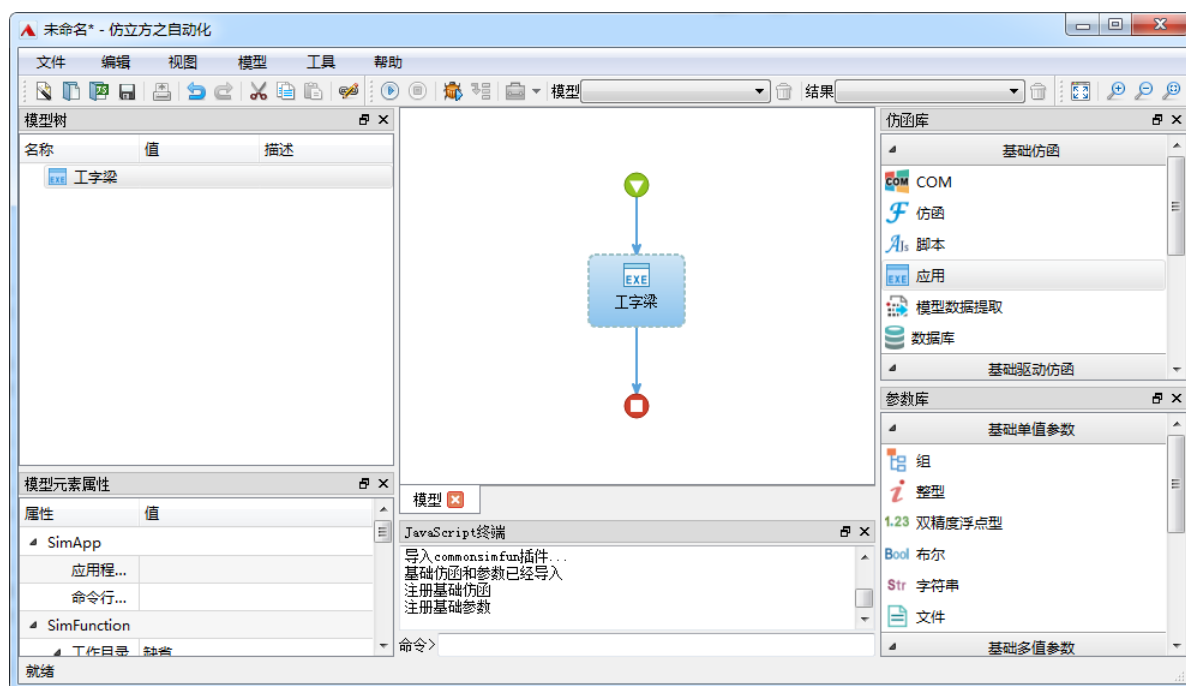 未命名* - 仿立方之自动化
文件 编辑 视图 模型 工具 帮助
模型 结果
模型树
名称 值 描述
EXE 工字梁
模型元素属性
属性 值
SimApp
应用程...
命令行...
SimFunction
工作目录 缺省
EXE
工字梁
模型
JavaScript终端
导入commonsimfun插件...
基础仿函和参数已经导入
注册基础仿函
注册基础参数
命令>
仿函库
基础仿函
COM COM
F 仿函
AJs 脚本
EXE 应用
模型数据提取
数据库
基础驱动仿函
参数库
基础单值参数
组
i 整型
1.23 双精度浮点型
Bool 布尔
Str 字符串
文件
基础多值参数
就绪